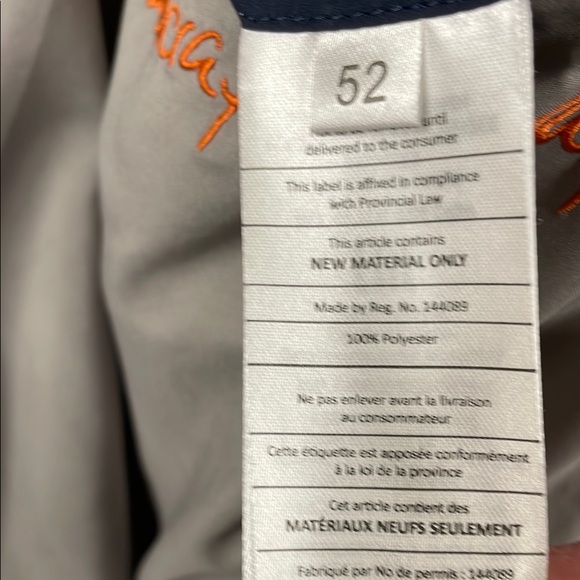 52
until
delivered to the consumer
This label is affixed in compliance
with Provincial Law
This article contains
NEW MATERIAL ONLY
Made by Reg. No. 144089
100% Polyester
Ne pas enlever avant la livraison
au consommateur
Cette étiquette est apposée conformément
à la loi de la province
Cet article contient des
MATÉRIAUX NEUFS SEULEMENT
Fabriqué par No de permis : 144089